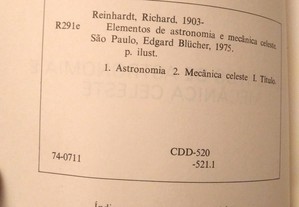 Reinhardt, Richard, 1903-
R291e
Elementos de astronomia e mecânica celeste.
São Paulo, Edgard Blücher, 1975.
p. ilust.
1. Astronomia 2. Mecânica celeste I. Título.
74-0711
CDD-520
-521.1